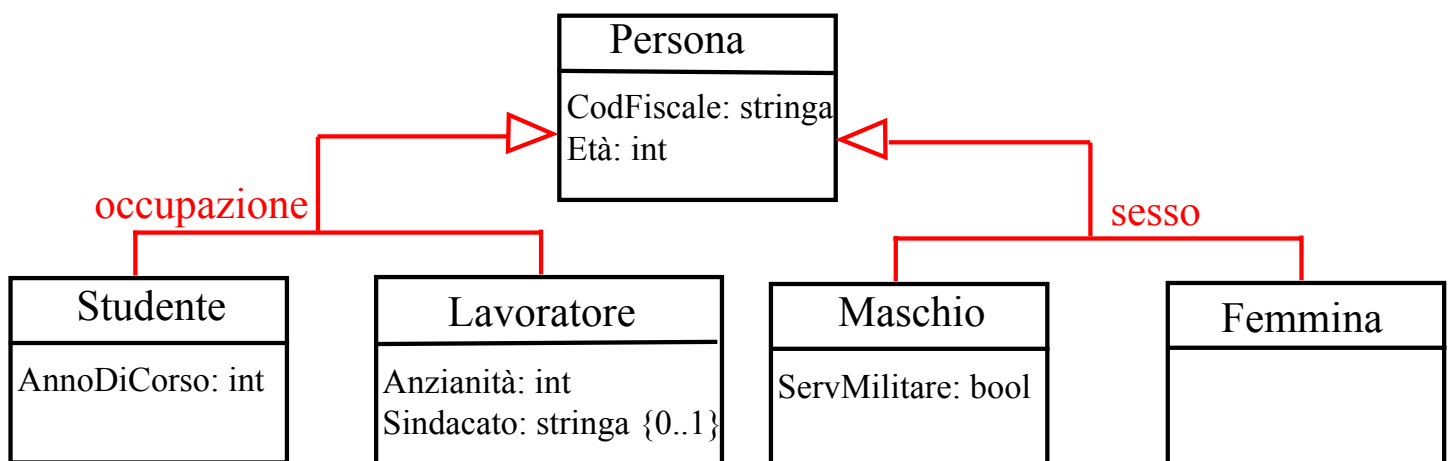 Persona
CodFiscale: stringa
Età: int
occupazione
sesso
Studente
AnnoDiCorso: int
Lavoratore
Anzianità: int
Sindacato: stringa {0..1}
Maschio
ServMilitare: bool
Femmina